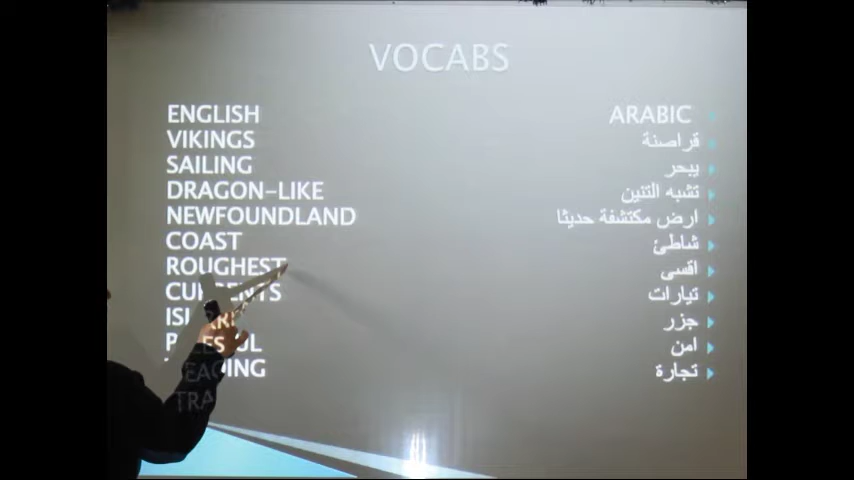 VOCABS
ENGLISH ARABIC
VIKINGS قراصنة
SAILING يبحر
DRAGON-LIKE تشبه التنين
NEWFOUNDLAND ارض مكتشفة حديثا
COAST شاطئ
ROUGHEST اقسى
تيارات
جزر
امن
تجارة